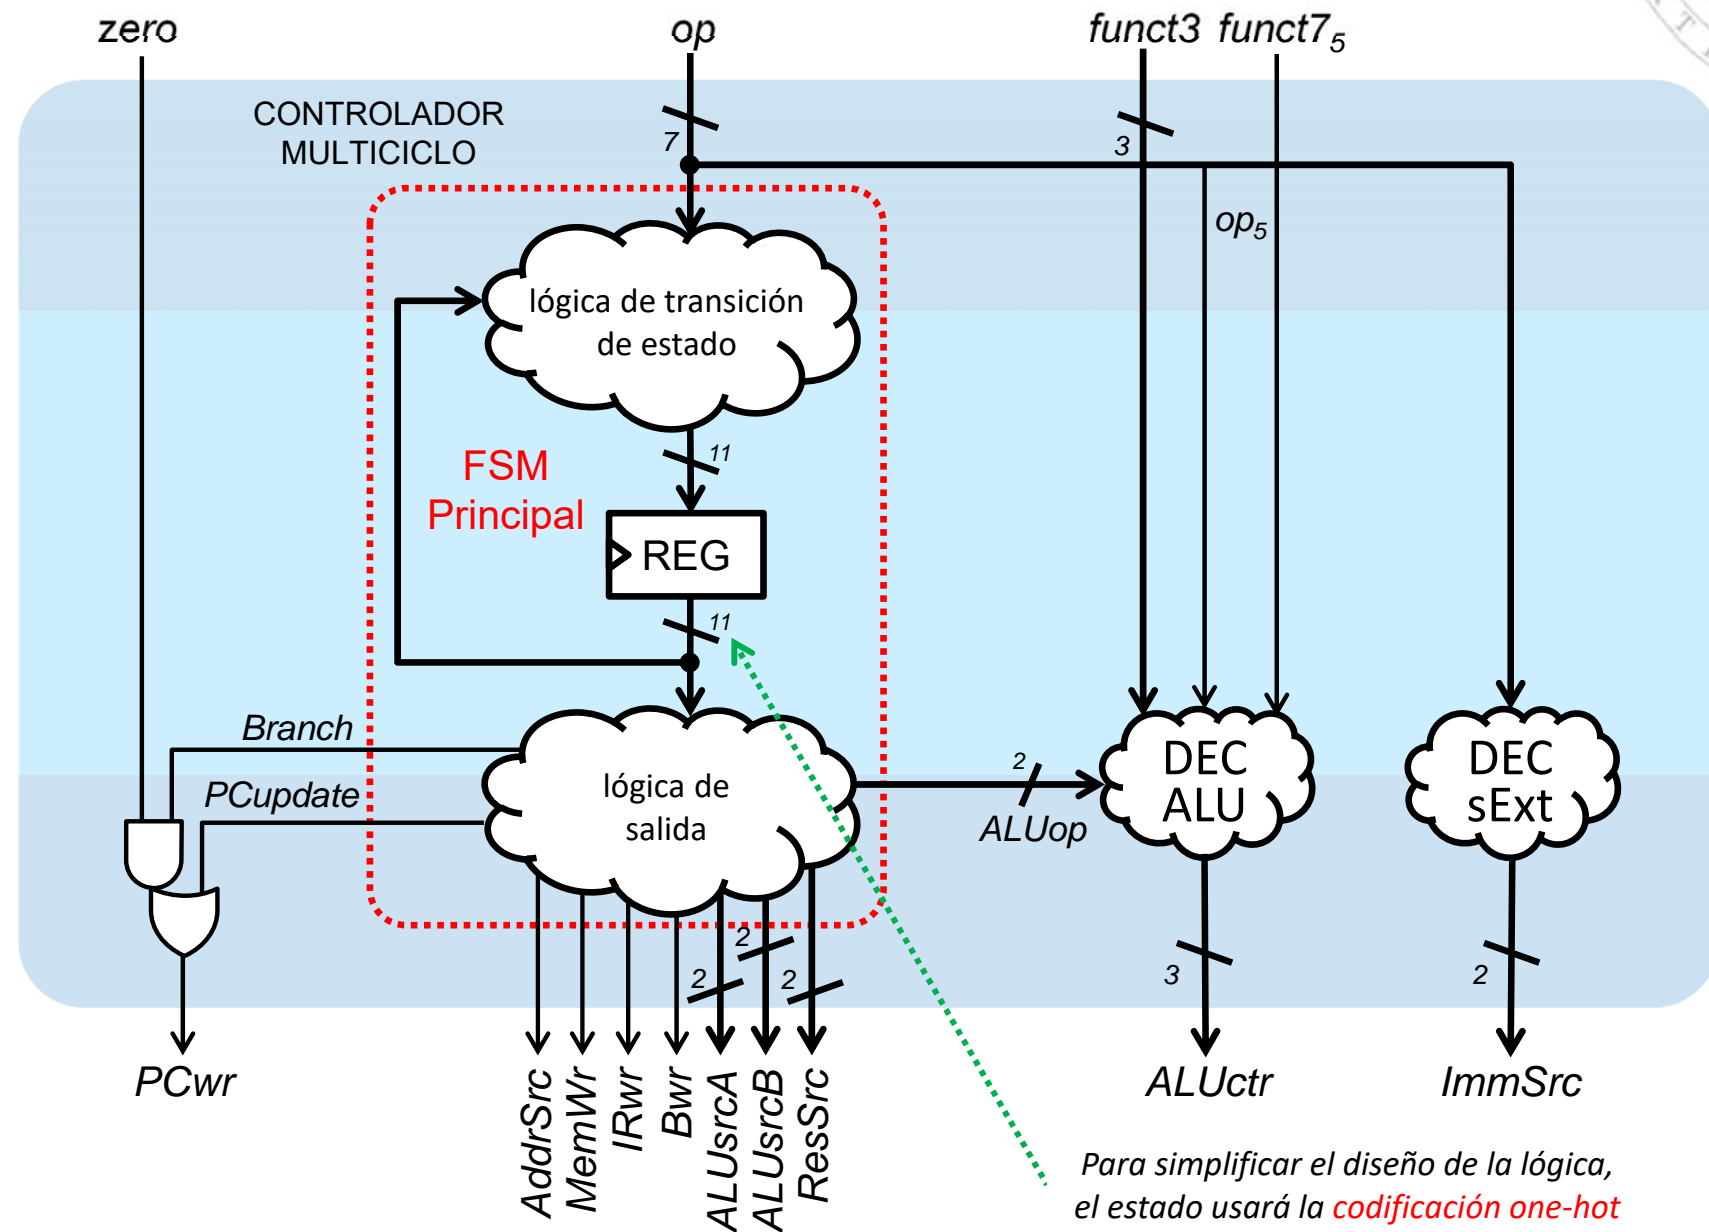 zero
op
funct3 funct7₅
CONTROLADOR
MULTICICLO
7
3
op₅
lógica de transición
de estado
11
FSM
Principal
REG
11
Branch
PCupdate
lógica de
salida
2
ALUop
DEC
ALU
DEC
sExt
2
2
2
3
2
PCwr
AddrSrc
MemWr
IRwr
Bwr
ALUsrcA
ALUsrcB
ResSrc
ALUctr
ImmSrc
Para simplificar el diseño de la lógica,
el estado usará la codificación one-hot